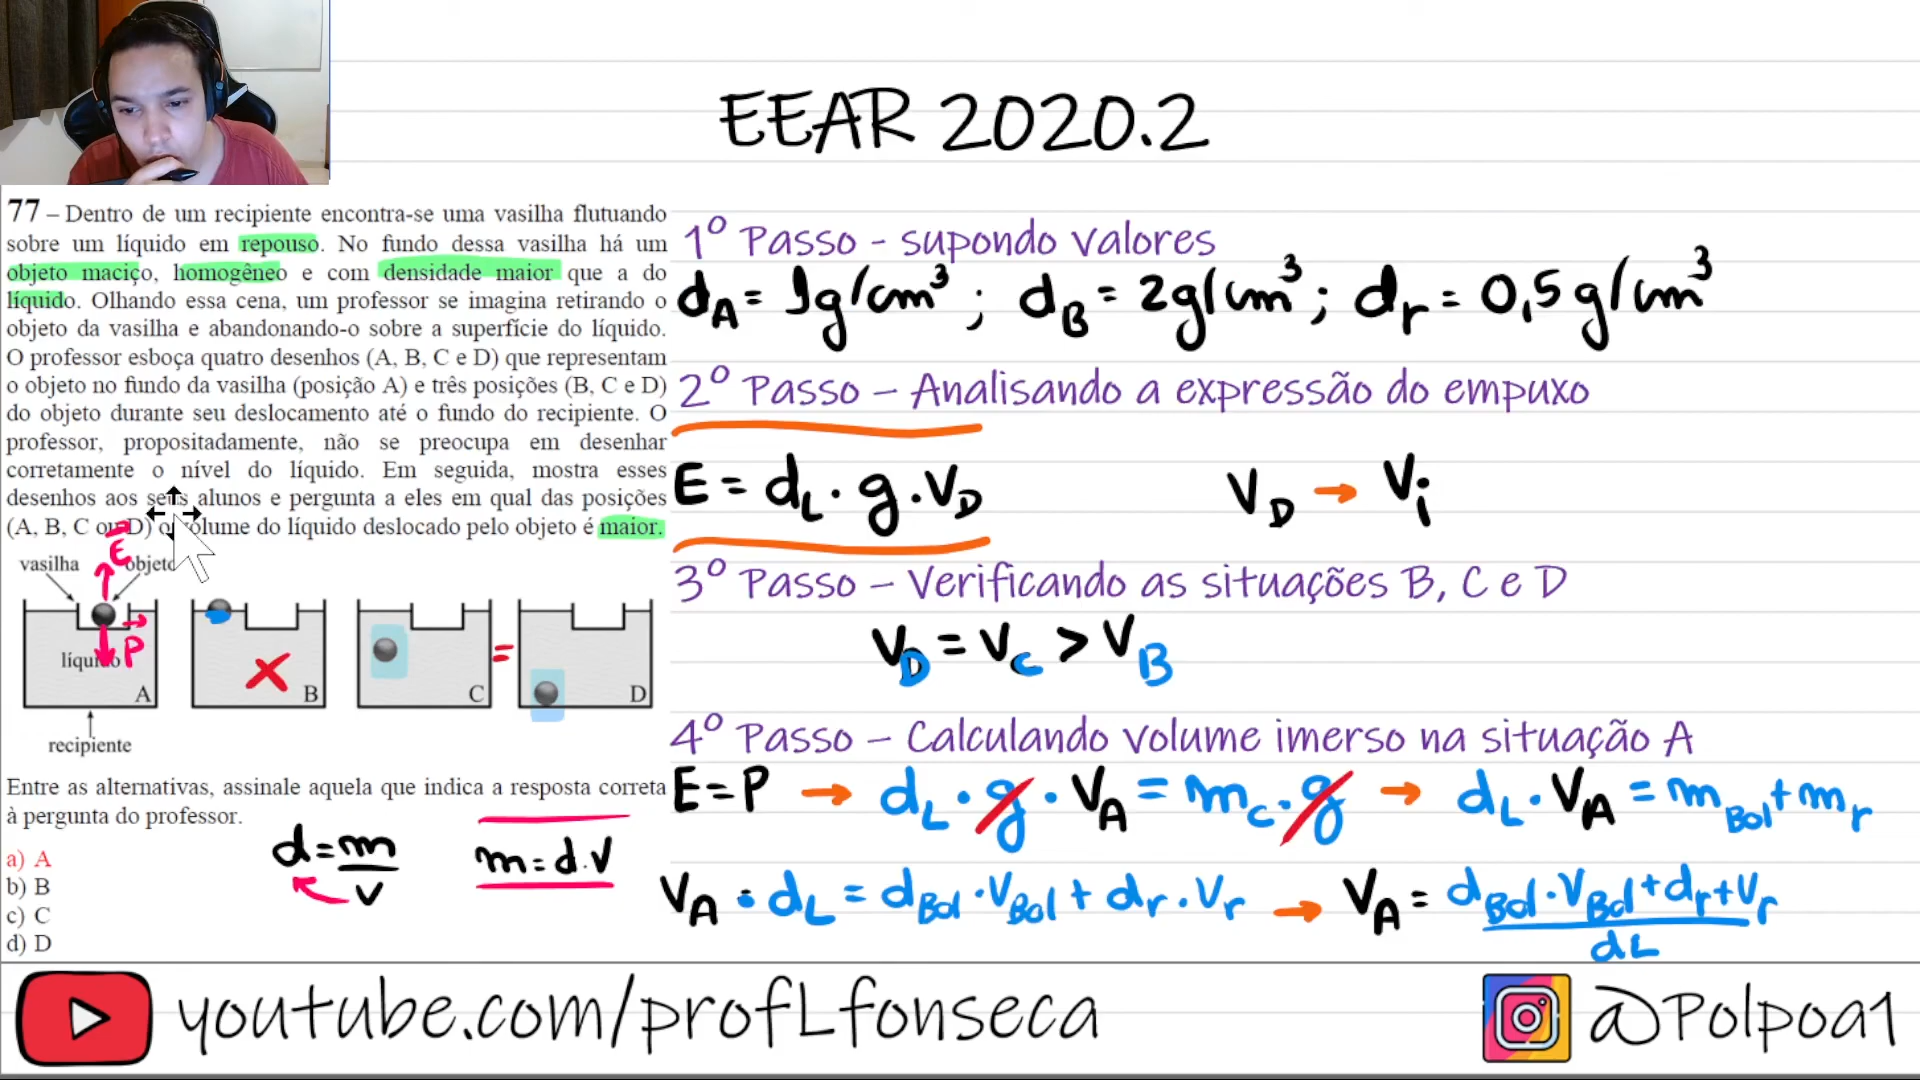 EEAR 2020.2
77 – Dentro de um recipiente encontra-se uma vasilha flutuando
sobre um líquido em repouso. No fundo dessa vasilha há um
objeto maciço, homogêneo e com densidade maior que a do
líquido. Olhando essa cena, um professor se imagina retirando o
objeto da vasilha e abandonando-o sobre a superfície do líquido.
O professor esboça quatro desenhos (A, B, C e D) que representam
o objeto no fundo da vasilha (posição A) e três posições (B, C e D)
do objeto durante seu deslocamento até o fundo do recipiente. O
professor, propositadamente, não se preocupa em desenhar
corretamente o nível do líquido. Em seguida, mostra esses
desenhos aos seus alunos e pergunta a eles em qual das posições
(A, B, C ou D) o volume do líquido deslocado pelo objeto é maior.
vasilha objeto
E
P
líquido
A
B
C
=
D
recipiente
Entre as alternativas, assinale aquela que indica a resposta correta
à pergunta do professor.
a) A
b) B
c) C
d) D
d = m/v
m = d.V
1º Passo - supondo valores
dA = 1g/cm³ ; dB = 2g/cm³ ; dr = 0,5 g/cm³
2º Passo – Analisando a expressão do empuxo
E = dL . g . VD VD → Vi
3º Passo – Verificando as situações B, C e D
VD = VC > VB
4º Passo – Calculando volume imerso na situação A
E = P → dL . g . VA = mc . g → dL . VA = mBol + mr
VA . dL = dBol . VBol + dr . Vr → VA = dBol . VBol + dr + Vr / dL
youtube.com/profLfonseca
@Polpoa1